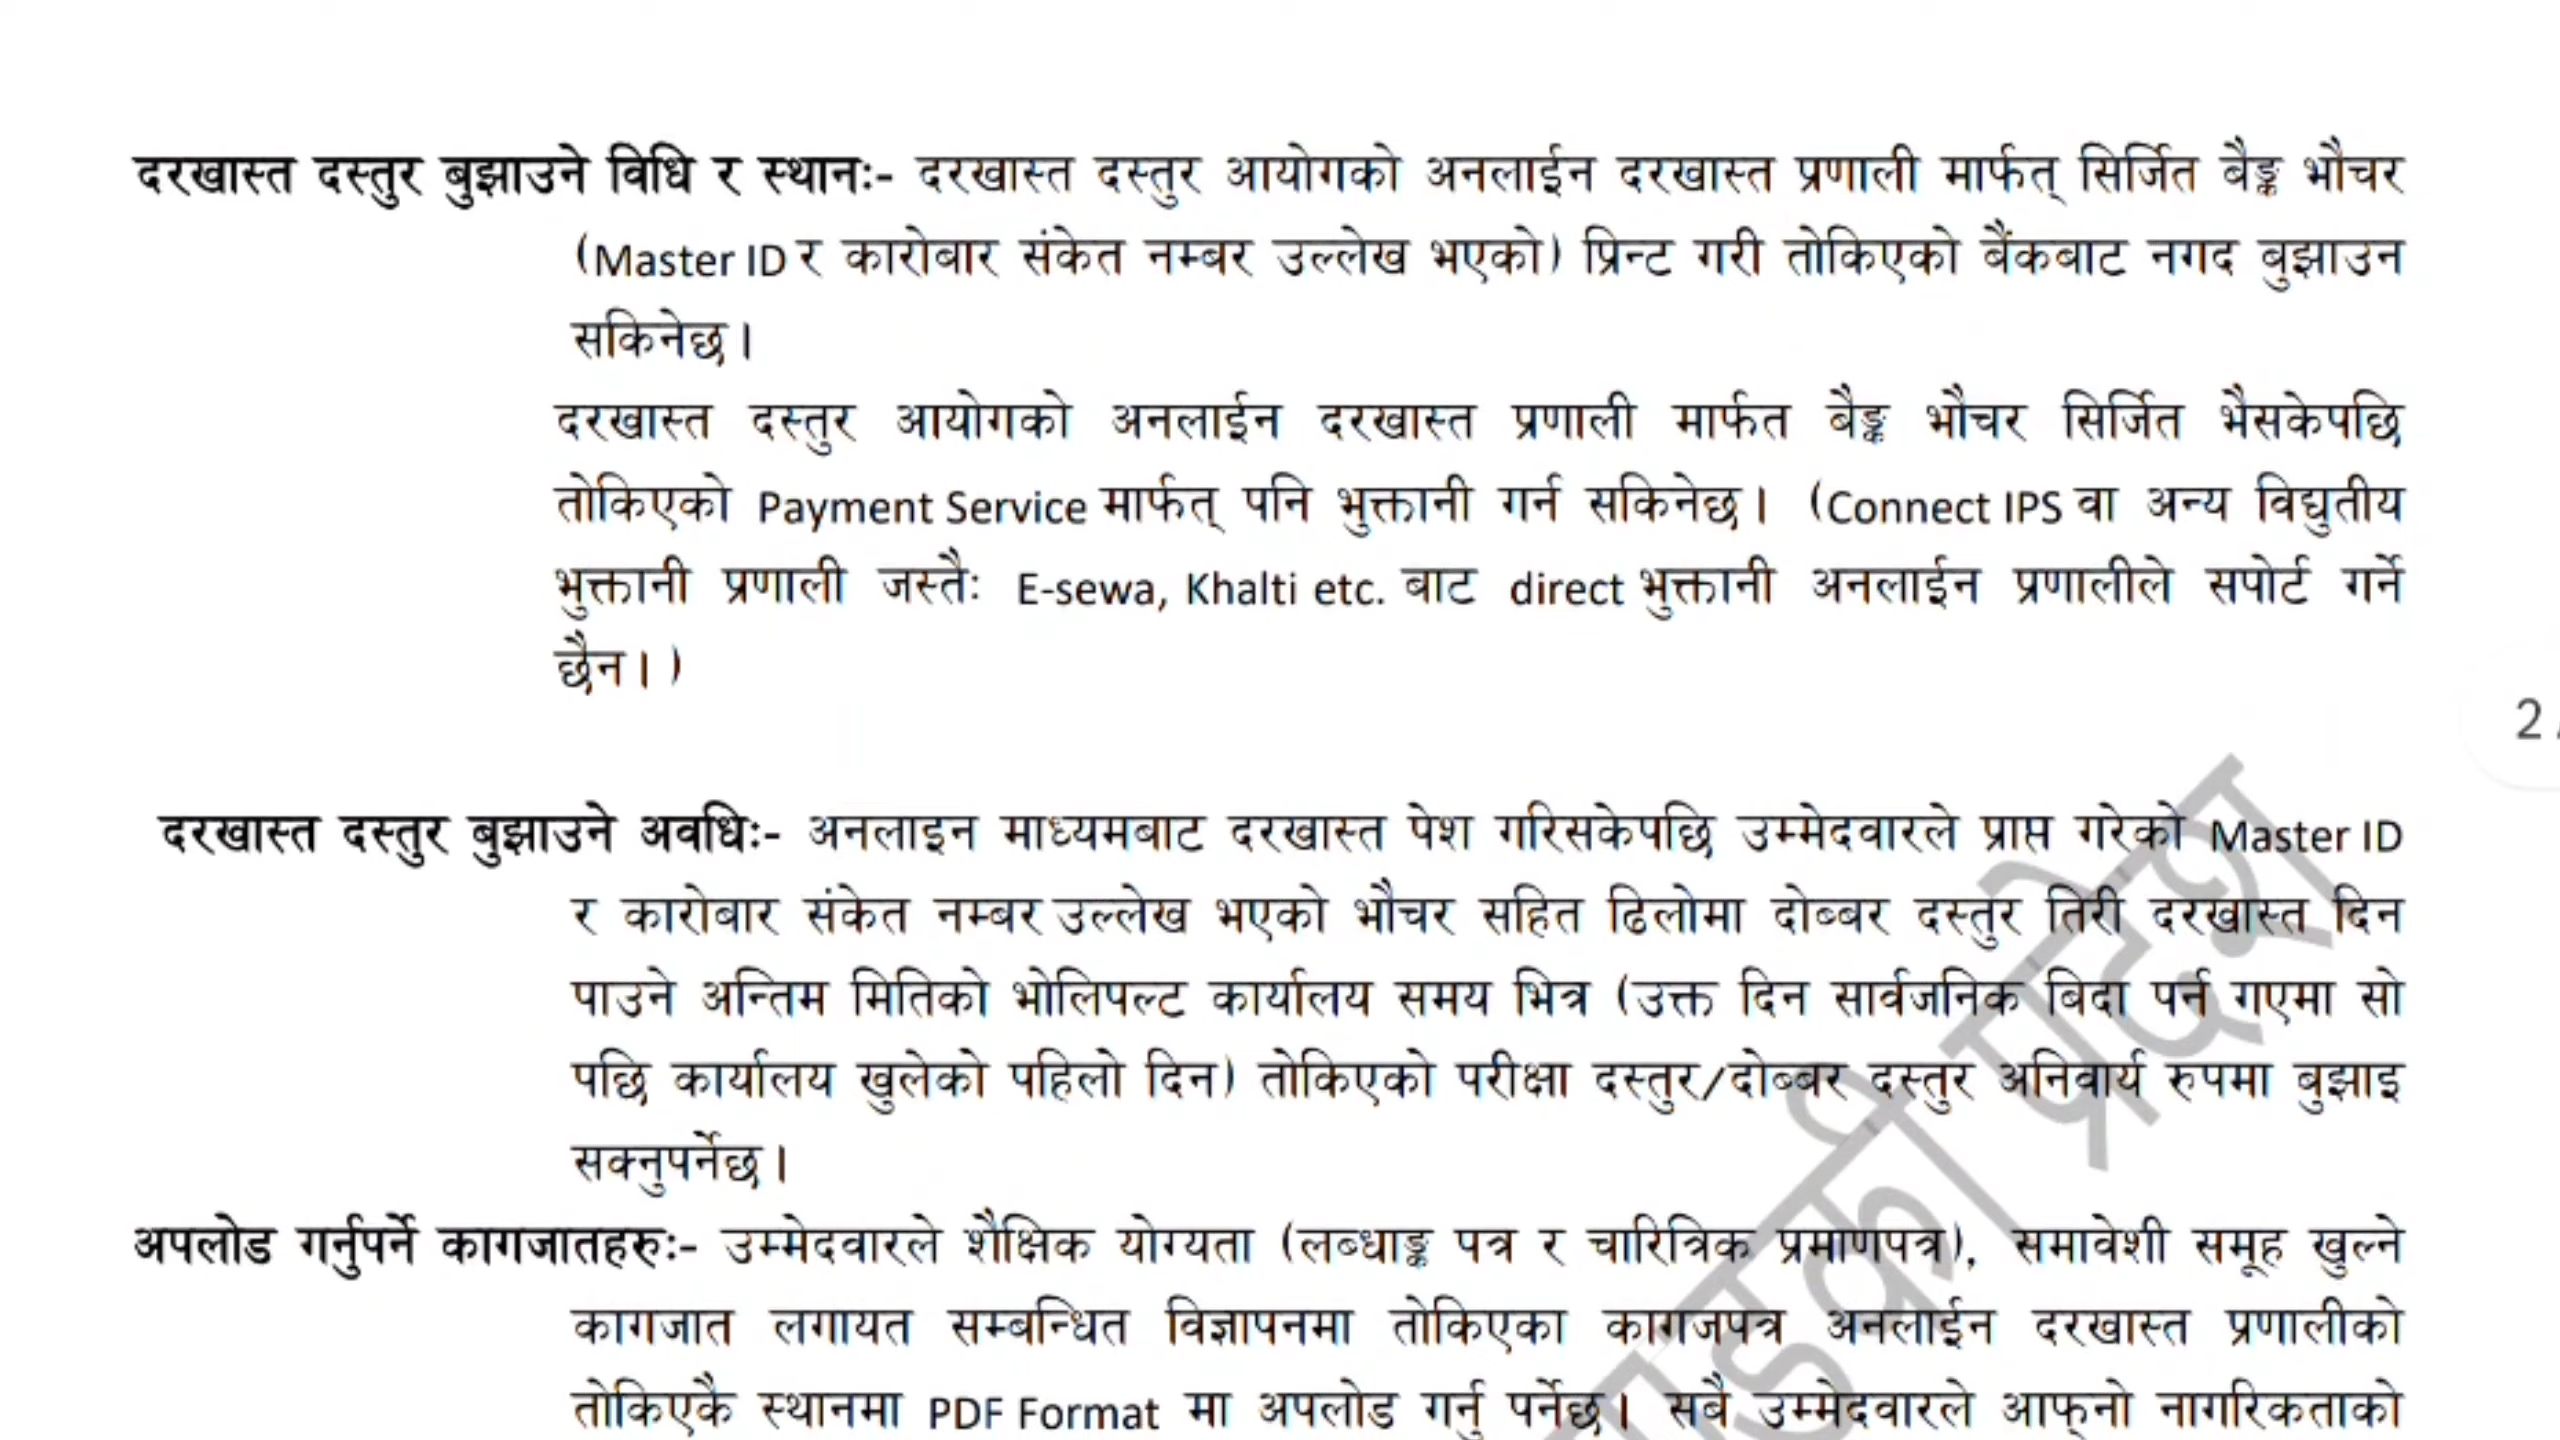 दरखास्त दस्तुर बुझाउने विधि र स्थानः- दरखास्त दस्तुर आयोगको अनलाईन दरखास्त प्रणाली मार्फत् सिर्जित बैङ्क भौचर
(Master ID र कारोबार संकेत नम्बर उल्लेख भएको) प्रिन्ट गरी तोकिएको बैंकबाट नगद बुझाउन
सकिनेछ।
दरखास्त दस्तुर आयोगको अनलाईन दरखास्त प्रणाली मार्फत बैङ्क भौचर सिर्जित भैसकेपछि
तोकिएको Payment Service मार्फत् पनि भुक्तानी गर्न सकिनेछ। (Connect IPS वा अन्य विद्युतीय
भुक्तानी प्रणाली जस्तैः E-sewa, Khalti etc. बाट direct भुक्तानी अनलाईन प्रणालीले सपोर्ट गर्ने
छैन।)
2
दरखास्त दस्तुर बुझाउने अवधिः- अनलाइन माध्यमबाट दरखास्त पेश गरिसकेपछि उम्मेदवारले प्राप्त गरेको Master ID
र कारोबार संकेत नम्बर उल्लेख भएको भौचर सहित ढिलोमा दोब्बर दस्तुर तिरी दरखास्त दिन
पाउने अन्तिम मितिको भोलिपल्ट कार्यालय समय भित्र (उक्त दिन सार्वजनिक बिदा पर्न गएमा सो
पछि कार्यालय खुलेको पहिलो दिन) तोकिएको परीक्षा दस्तुर/दोब्बर दस्तुर अनिवार्य रुपमा बुझाइ
सक्नुपर्नेछ।
अपलोड गर्नुपर्ने कागजातहरुः- उम्मेदवारले शैक्षिक योग्यता (लब्धाङ्क पत्र र चारित्रिक प्रमाणपत्र), समावेशी समूह खुल्ने
कागजात लगायत सम्बन्धित विज्ञापनमा तोकिएका कागजपत्र अनलाईन दरखास्त प्रणालीको
तोकिएकै स्थानमा PDF Format मा अपलोड गर्नु पर्नेछ। सबै उम्मेदवारले आफ्नो नागरिकताको
प्रदेश